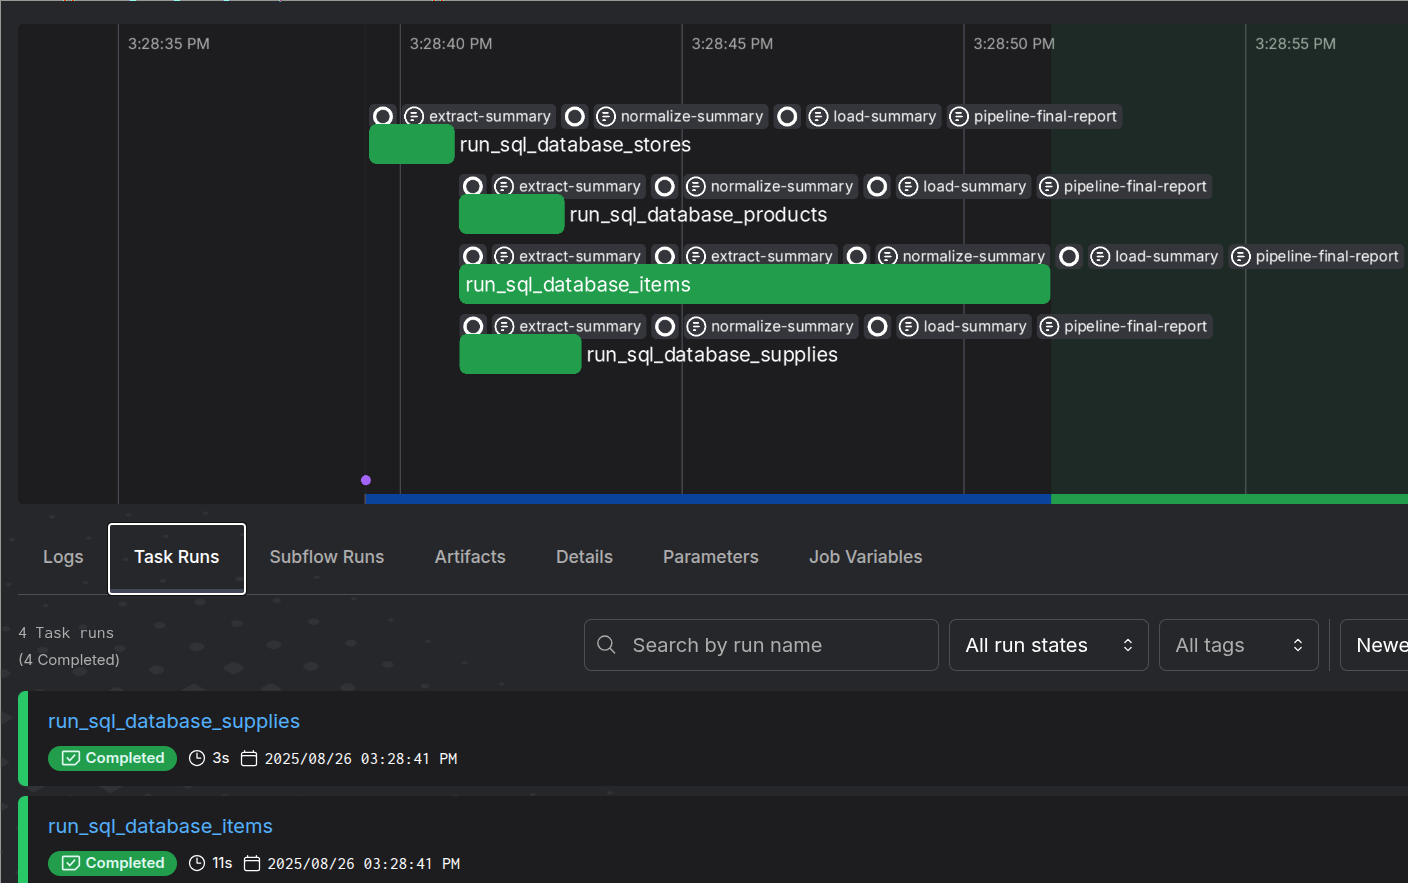 3:28:35 PM 3:28:40 PM 3:28:45 PM 3:28:50 PM 3:28:55 PM
extract-summary normalize-summary load-summary pipeline-final-report
run_sql_database_stores
extract-summary normalize-summary load-summary pipeline-final-report
run_sql_database_products
extract-summary extract-summary normalize-summary load-summary pipeline-final-report
run_sql_database_items
extract-summary normalize-summary load-summary pipeline-final-report
run_sql_database_supplies
Logs Task Runs Subflow Runs Artifacts Details Parameters Job Variables
4 Task runs
(4 Completed)
Search by run name All run states All tags Newe
run_sql_database_supplies
Completed 3s 2025/08/26 03:28:41 PM
run_sql_database_items
Completed 11s 2025/08/26 03:28:41 PM